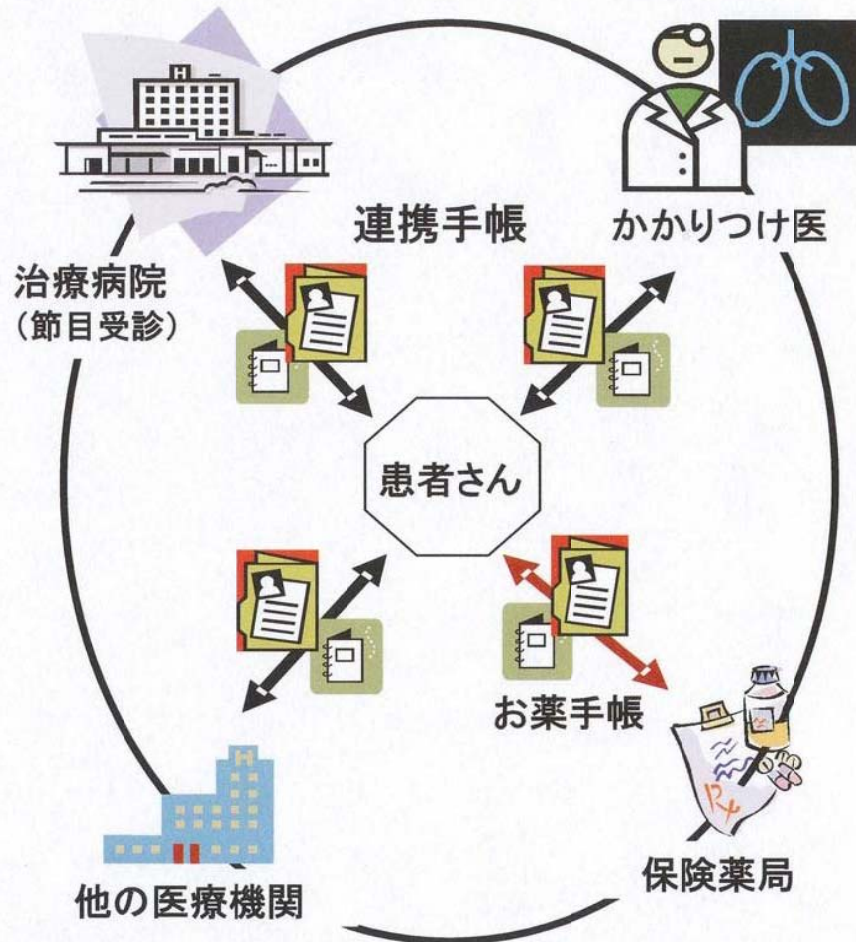 連携手帳
かかりつけ医
治療病院
（節目受診）
患者さん
お薬手帳
保険薬局
他の医療機関